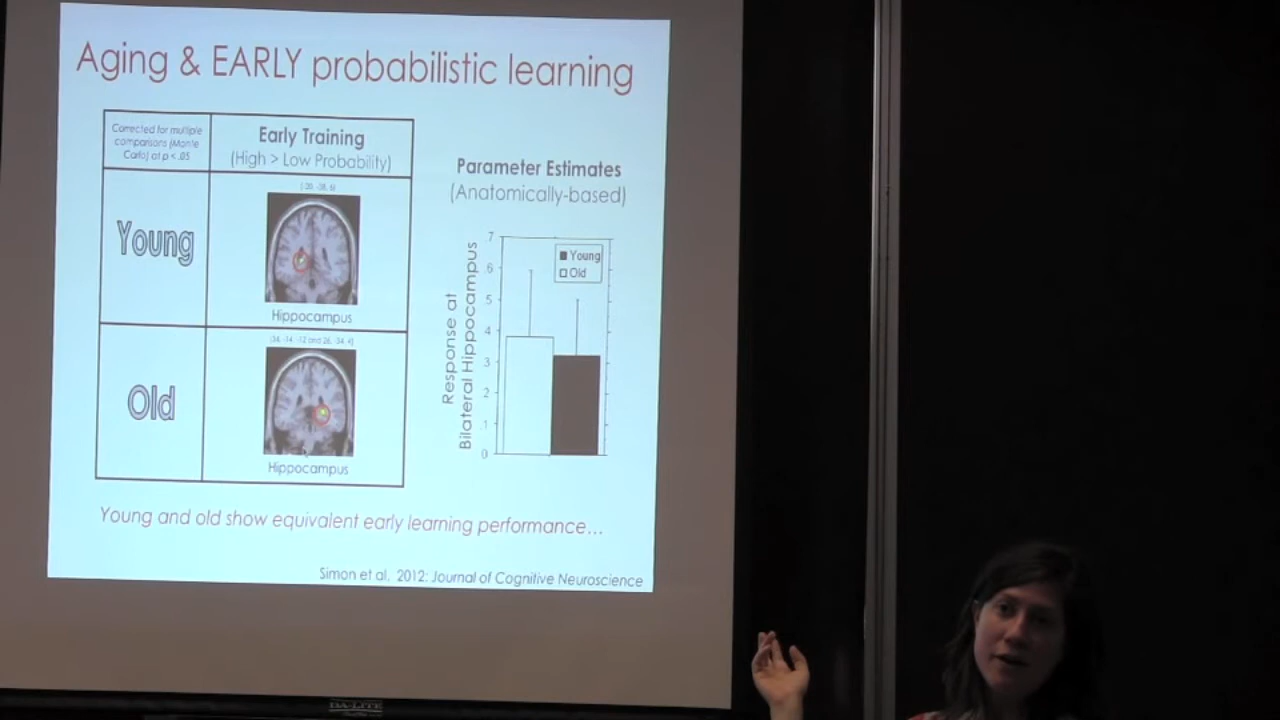 Aging & EARLY probabilistic learning
Corrected for multiple
comparisons (Monte
Carlo) at p < .05
Early Training
(High > Low Probability)
Young
Hippocampus
Old
Hippocampus
Parameter Estimates
(Anatomically-based)
Response at
Bilateral Hippocampus
.7
.6
5
4
3
2
.1
0
Young
Old
Young and old show equivalent early learning performance…
Simon et al, 2012: Journal of Cognitive Neuroscience
DA-LITE